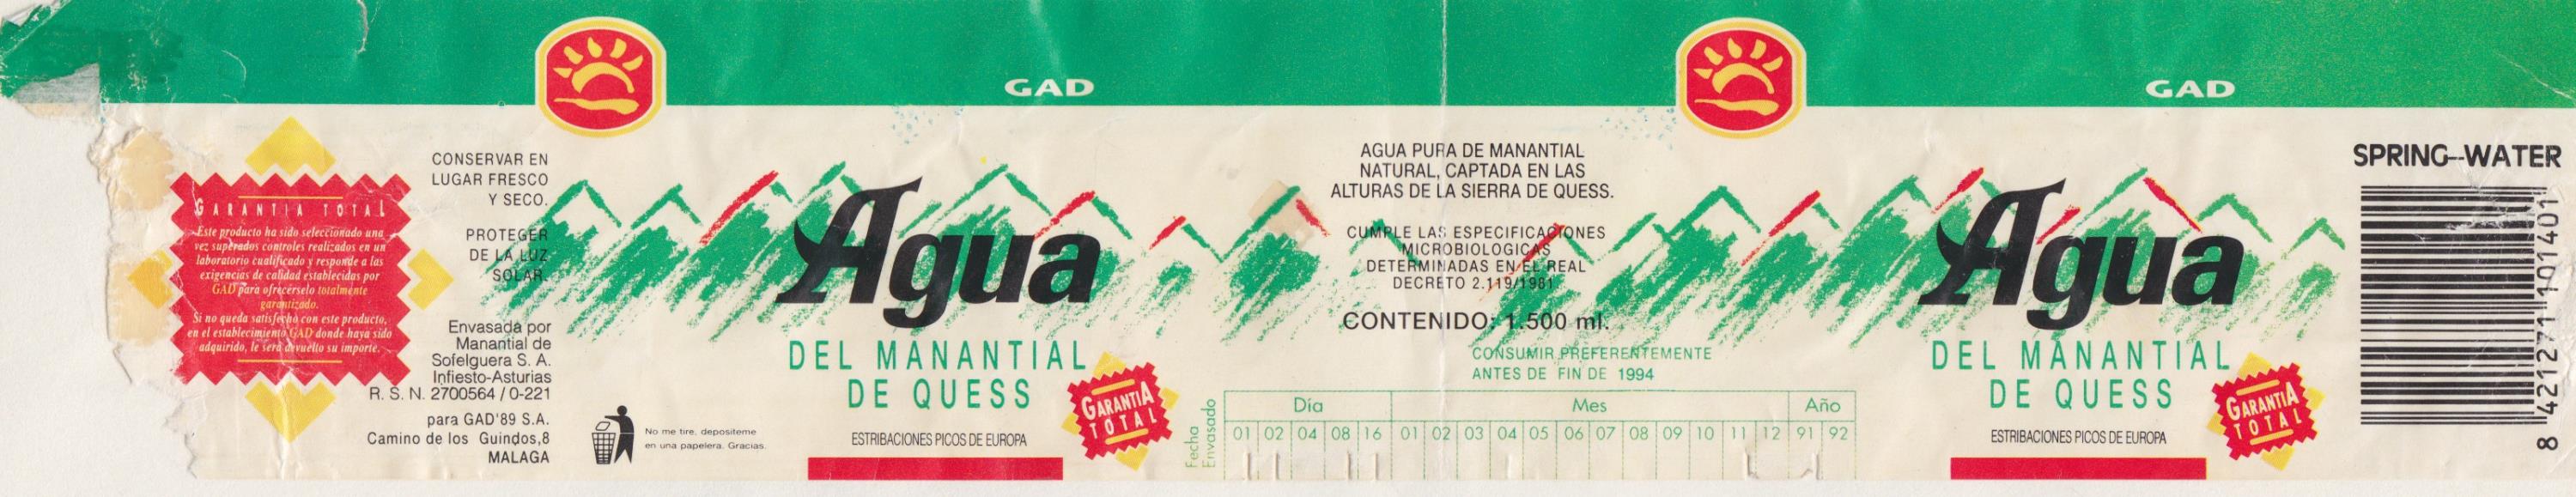 GARANTIA TOTAL
Este producto ha sido seleccionado una
vez superados controles realizados en un
laboratorio cualificado y responde a las
exigencias de calidad establecidas por
GAD para ofrecérselo totalmente
garantizado.
Si no queda satisfecho con este producto,
en el establecimiento GAD donde haya sido
adquirido, le será devuelto su importe.
CONSERVAR EN
LUGAR FRESCO
Y SECO.
PROTEGER
DE LA LUZ
SOLAR.
Envasada por
Manantial de
Sofelguera S. A.
Infiesto-Asturias
R. S. N. 2700564 / 0-221
para GAD'89 S.A.
Camino de los Guindos,8
MALAGA
No me tire, depositeme
en una papelera. Gracias.
GAD
Agua
DEL MANANTIAL
DE QUESS
ESTRIBACIONES PICOS DE EUROPA
GARANTIA
TOTAL
AGUA PURA DE MANANTIAL
NATURAL, CAPTADA EN LAS
ALTURAS DE LA SIERRA DE QUESS.
CUMPLE LAS ESPECIFICACIONES
MICROBIOLOGICAS
DETERMINADAS EN EL REAL
DECRETO 2.119/1981
CONTENIDO: 1.500 ml.
CONSUMIR PREFERENTEMENTE
ANTES DE FIN DE 1994
Fecha
Envasado
Día Mes Año
01 02 04 08 16 01 02 03 04 05 06 07 08 09 10 11 12 91 92
GAD
Agua
DEL MANANTIAL
DE QUESS
ESTRIBACIONES PICOS DE EUROPA
GARANTIA
TOTAL
SPRING--WATER
8 421271 101401